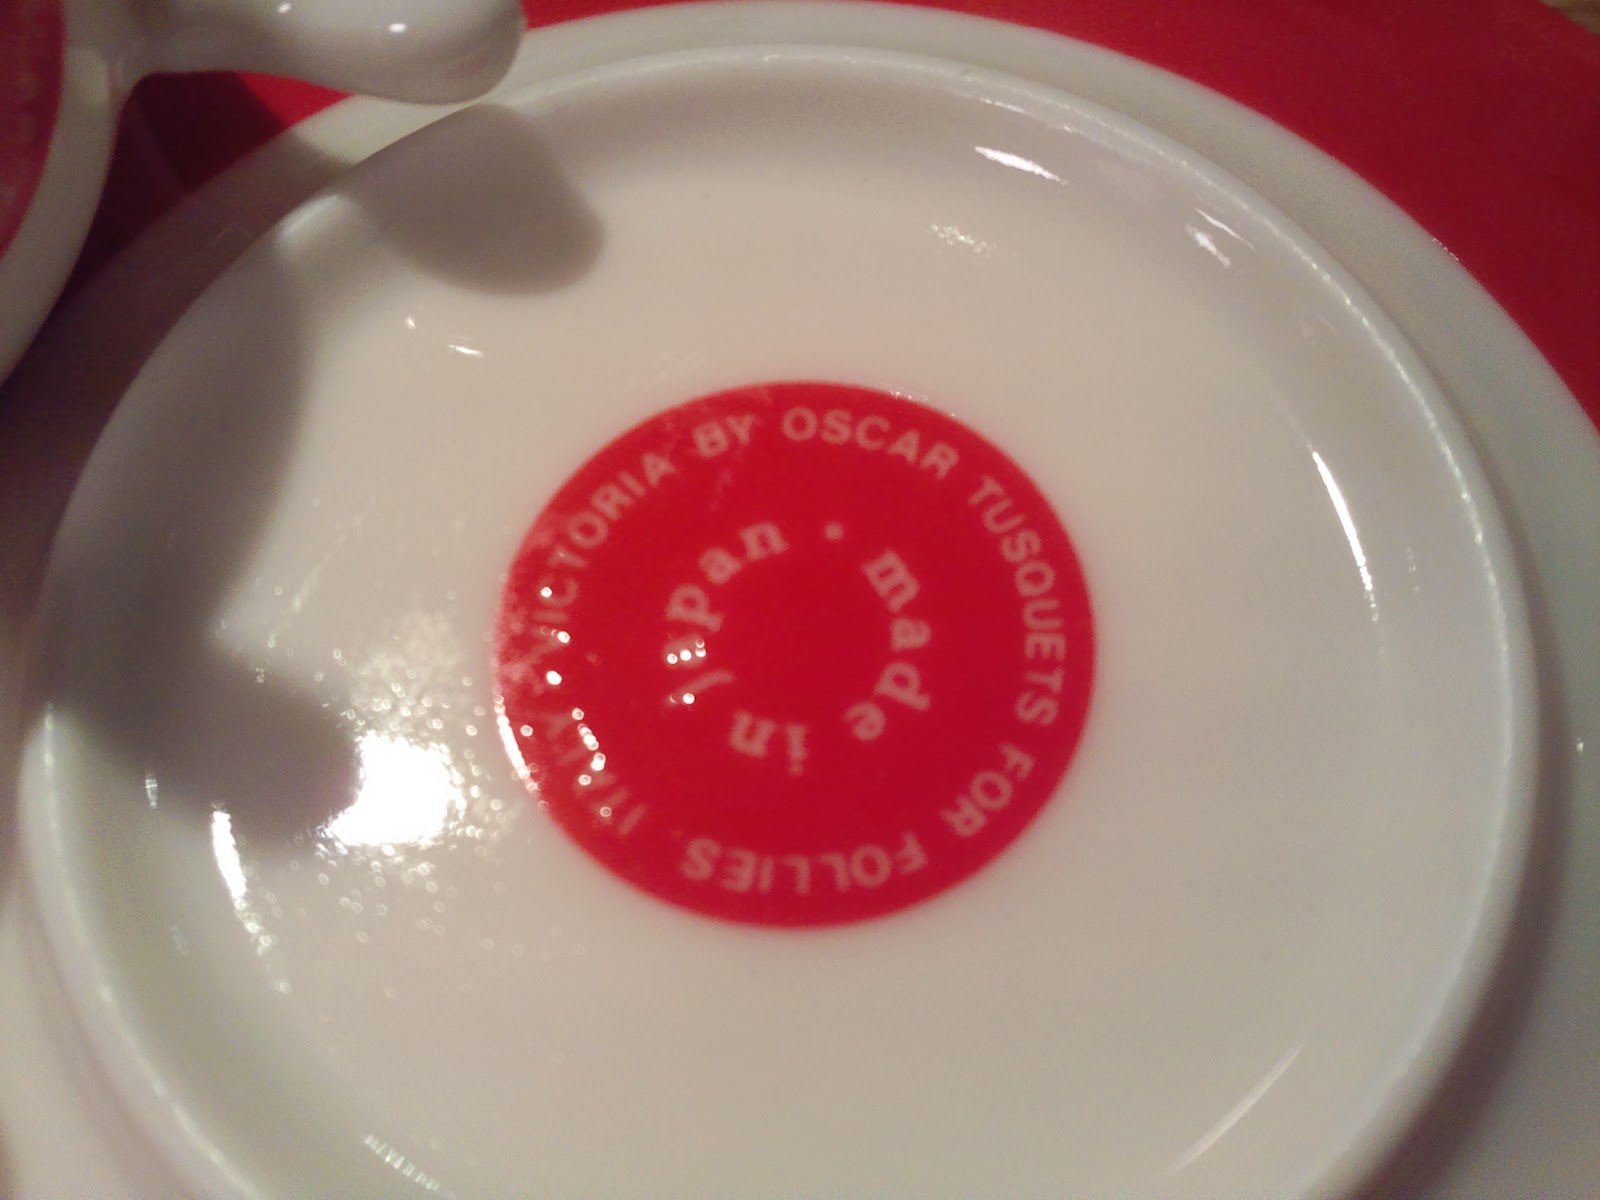 VICTORIA BY OSCAR TUSQUETS FOR FOLLIES. ITALY
made in japan •